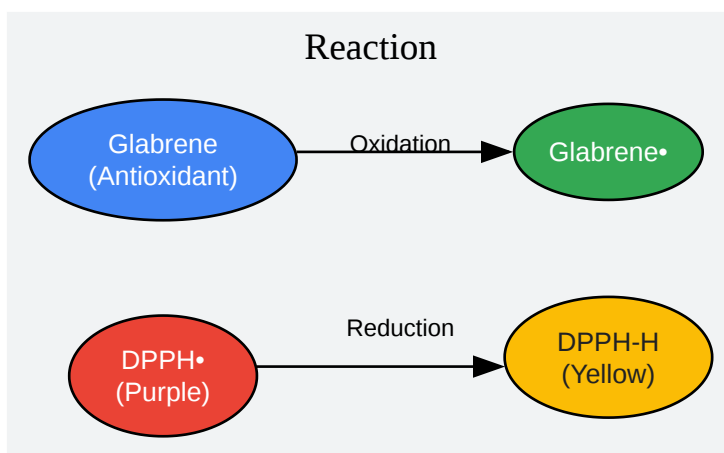 Reaction
Glabrene
(Antioxidant)
Oxidation
Glabrene•
DPPH•
(Purple)
Reduction
DPPH-H
(Yellow)